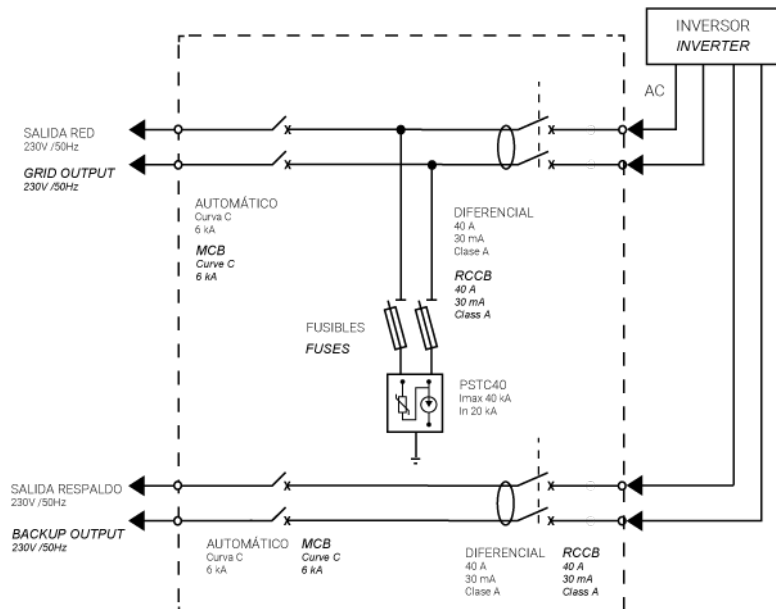 INVERSOR
INVERTER
AC
SALIDA RED
230V /50Hz
GRID OUTPUT
230V /50Hz
AUTOMÁTICO
Curva C
6 kA
MCB
Curve C
6 kA
DIFERENCIAL
40 A
30 mA
Clase A
RCCB
40 A
30 mA
Class A
FUSIBLES
FUSES
PSTC40
Imax 40 kA
In 20 kA
SALIDA RESPALDO
230V /50Hz
BACKUP OUTPUT
230V /50Hz
AUTOMÁTICO
Curva C
6 kA
MCB
Curve C
6 kA
DIFERENCIAL
40 A
30 mA
Clase A
RCCB
40 A
30 mA
Class A